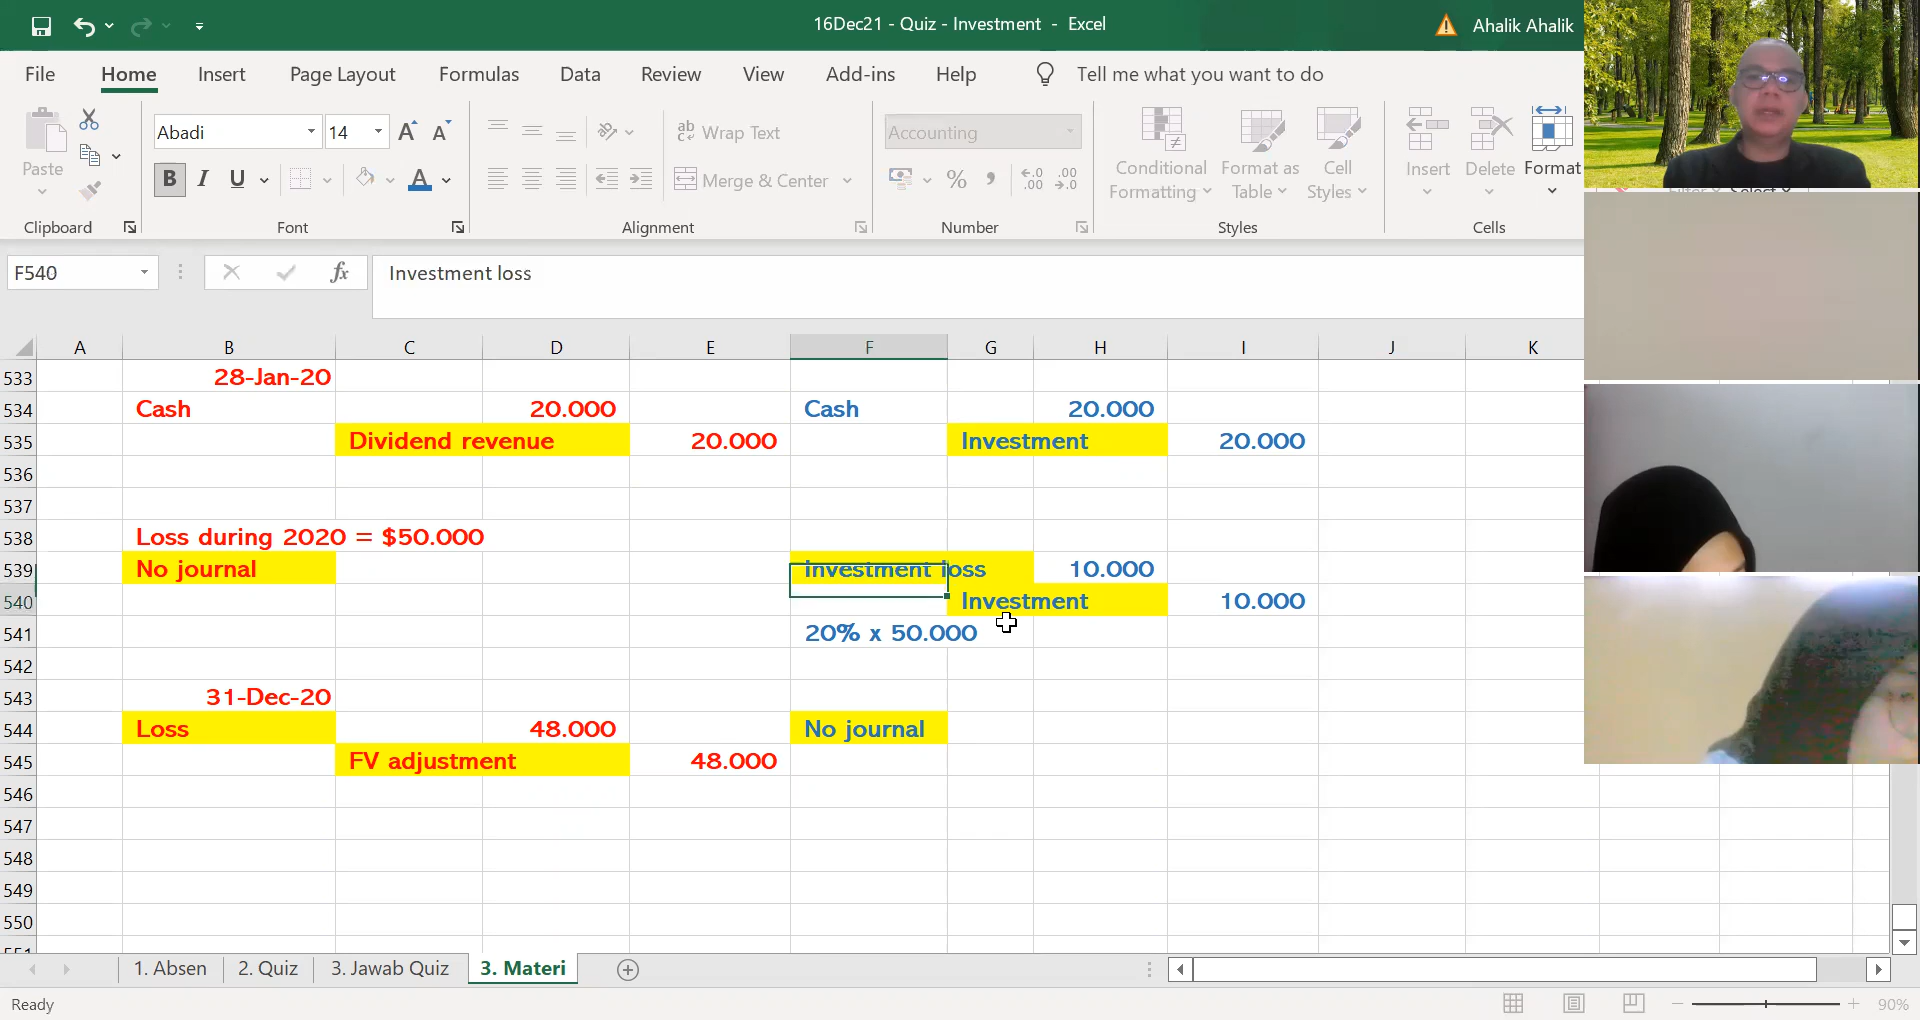 16Dec21 - Quiz - Investment - Excel
Ahalik Ahalik
File Home Insert Page Layout Formulas Data Review View Add-ins Help Tell me what you want to do
Abadi 14 Wrap Text Accounting
Paste Merge & Center Conditional Formatting Format as Table Cell Styles Insert Delete Format
Clipboard Font Alignment Number Styles Cells
F540 fx Investment loss
A B C D E F G H I J K
533 28-Jan-20
534 Cash 20.000 Cash 20.000
535 Dividend revenue 20.000 Investment 20.000
536
537
538 Loss during 2020 = $50.000
539 No journal Investment loss 10.000
540 Investment 10.000
541 20% x 50.000
542
543 31-Dec-20
544 Loss 48.000 No journal
545 FV adjustment 48.000
546
547
548
549
550
1. Absen 2. Quiz 3. Jawab Quiz 3. Materi
Ready 90%